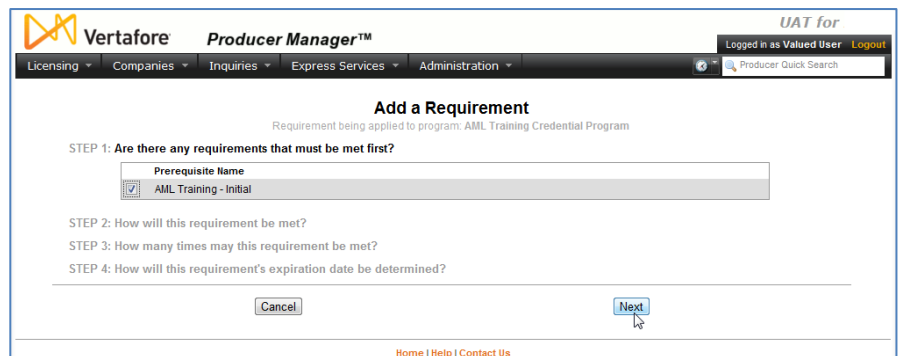 UAT for
Vertafore Producer Manager™
Logged in as Valued User Logout
Licensing Companies Inquiries Express Services Administration Producer Quick Search
Add a Requirement
Requirement being applied to program: AML Training Credential Program
STEP 1: Are there any requirements that must be met first?
Prerequisite Name
AML Training - Initial
STEP 2: How will this requirement be met?
STEP 3: How many times may this requirement be met?
STEP 4: How will this requirement's expiration date be determined?
Cancel Next
Home | Help | Contact Us